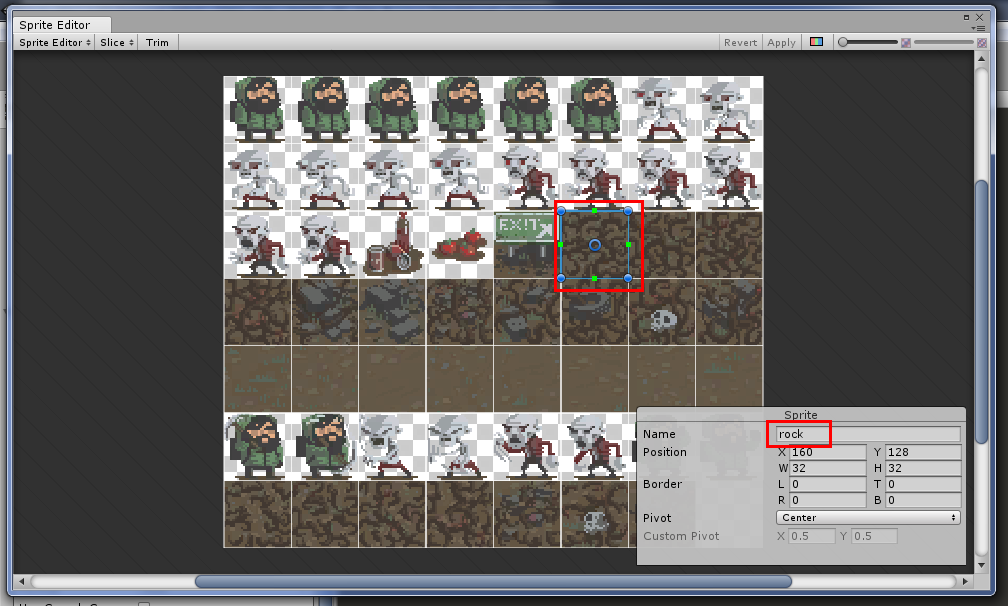 Sprite Editor
Sprite Editor Slice Trim Revert Apply
EXIT
Sprite
Name rock
Position X 160 Y 128
W 32 H 32
Border L 0 T 0
R 0 B 0
Pivot Center
Custom Pivot X 0.5 Y 0.5